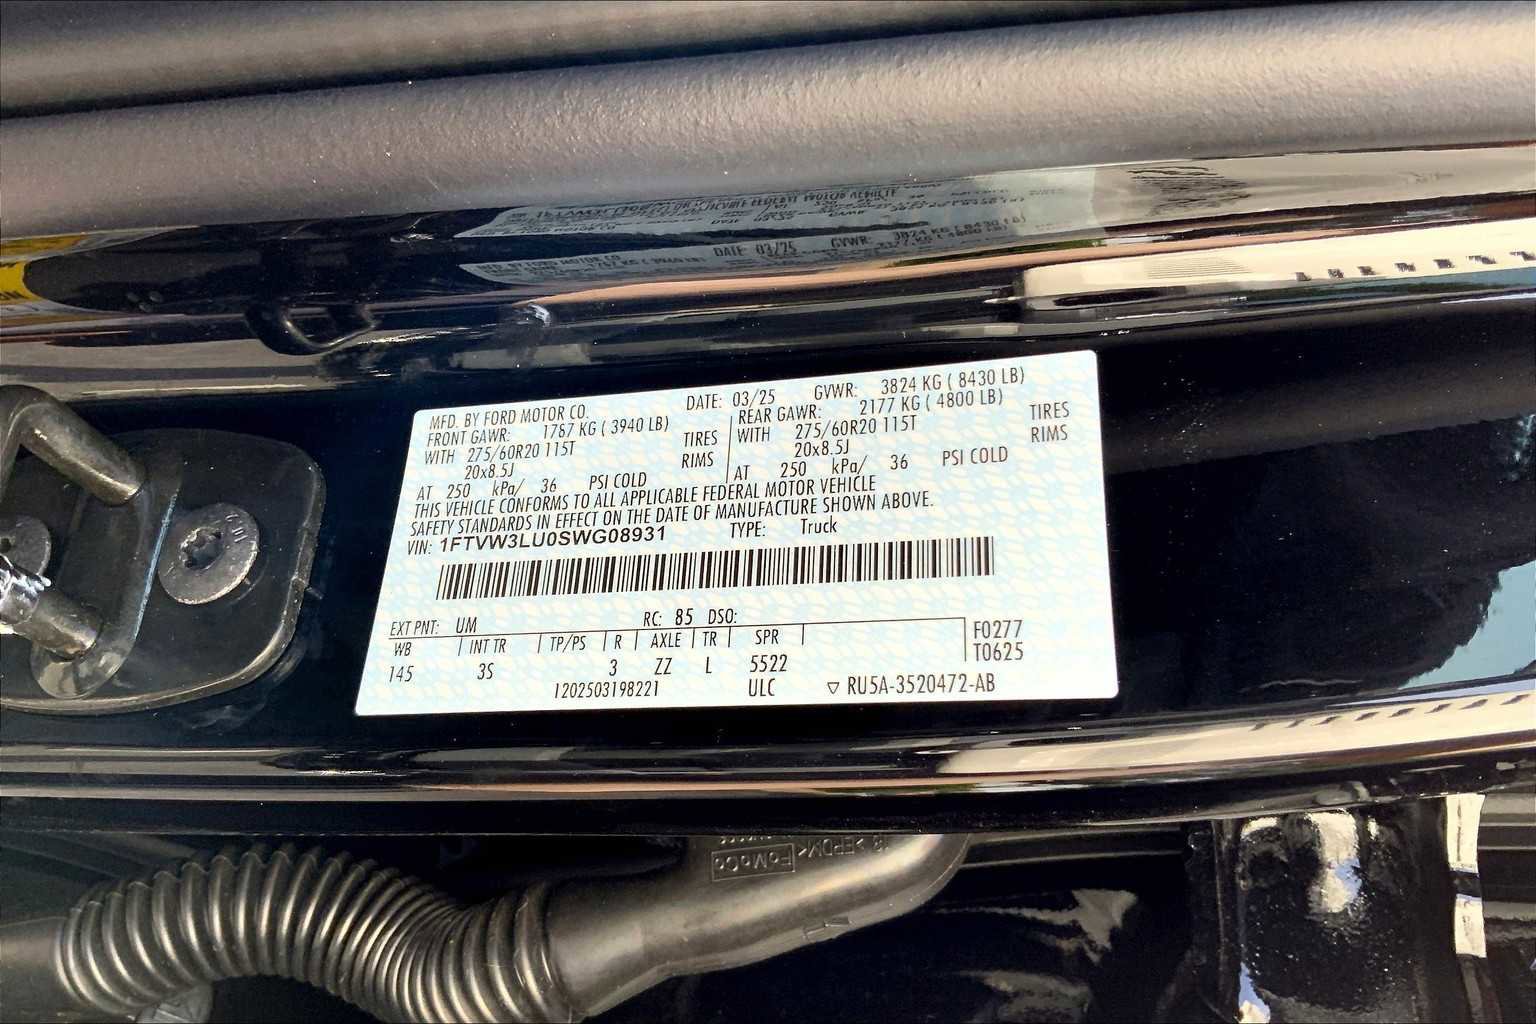 MFD. BY FORD MOTOR CO. DATE: 03/25 GVWR: 3824 KG ( 8430 LB)
FRONT GAWR: 1787 KG ( 3940 LB) REAR GAWR: 2177 KG ( 4800 LB)
WITH 275/60R20 115T TIRES WITH 275/60R20 115T TIRES
20x8.5J RIMS 20x8.5J RIMS
AT 250 kPa/ 36 PSI COLD AT 250 kPa/ 36 PSI COLD
THIS VEHICLE CONFORMS TO ALL APPLICABLE FEDERAL MOTOR VEHICLE
SAFETY STANDARDS IN EFFECT ON THE DATE OF MANUFACTURE SHOWN ABOVE.
VIN: 1FTVW3LU0SWG08931 TYPE: Truck
EXT PNT: UM RC: 85 DSO:
WB INT TR TP/PS R AXLE TR SPR F0277
145 3S 3 ZZ L 5522 T0625
1202503198221 ULC ▽ RU5A-3520472-AB
FoMoCo >EPDM<